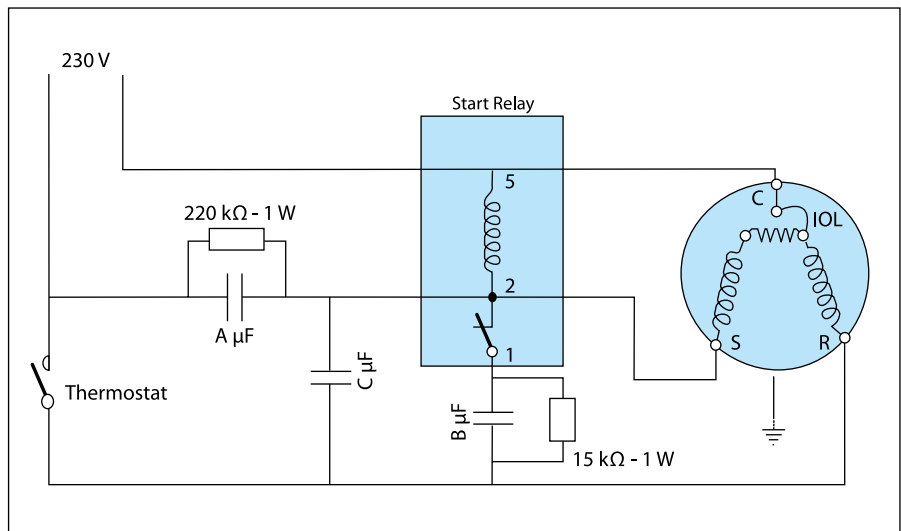 230 V
Start Relay
5
C
IOL
220 kΩ - 1 W
2
A µF
S
R
1
C µF
Thermostat
B µF
15 kΩ - 1 W